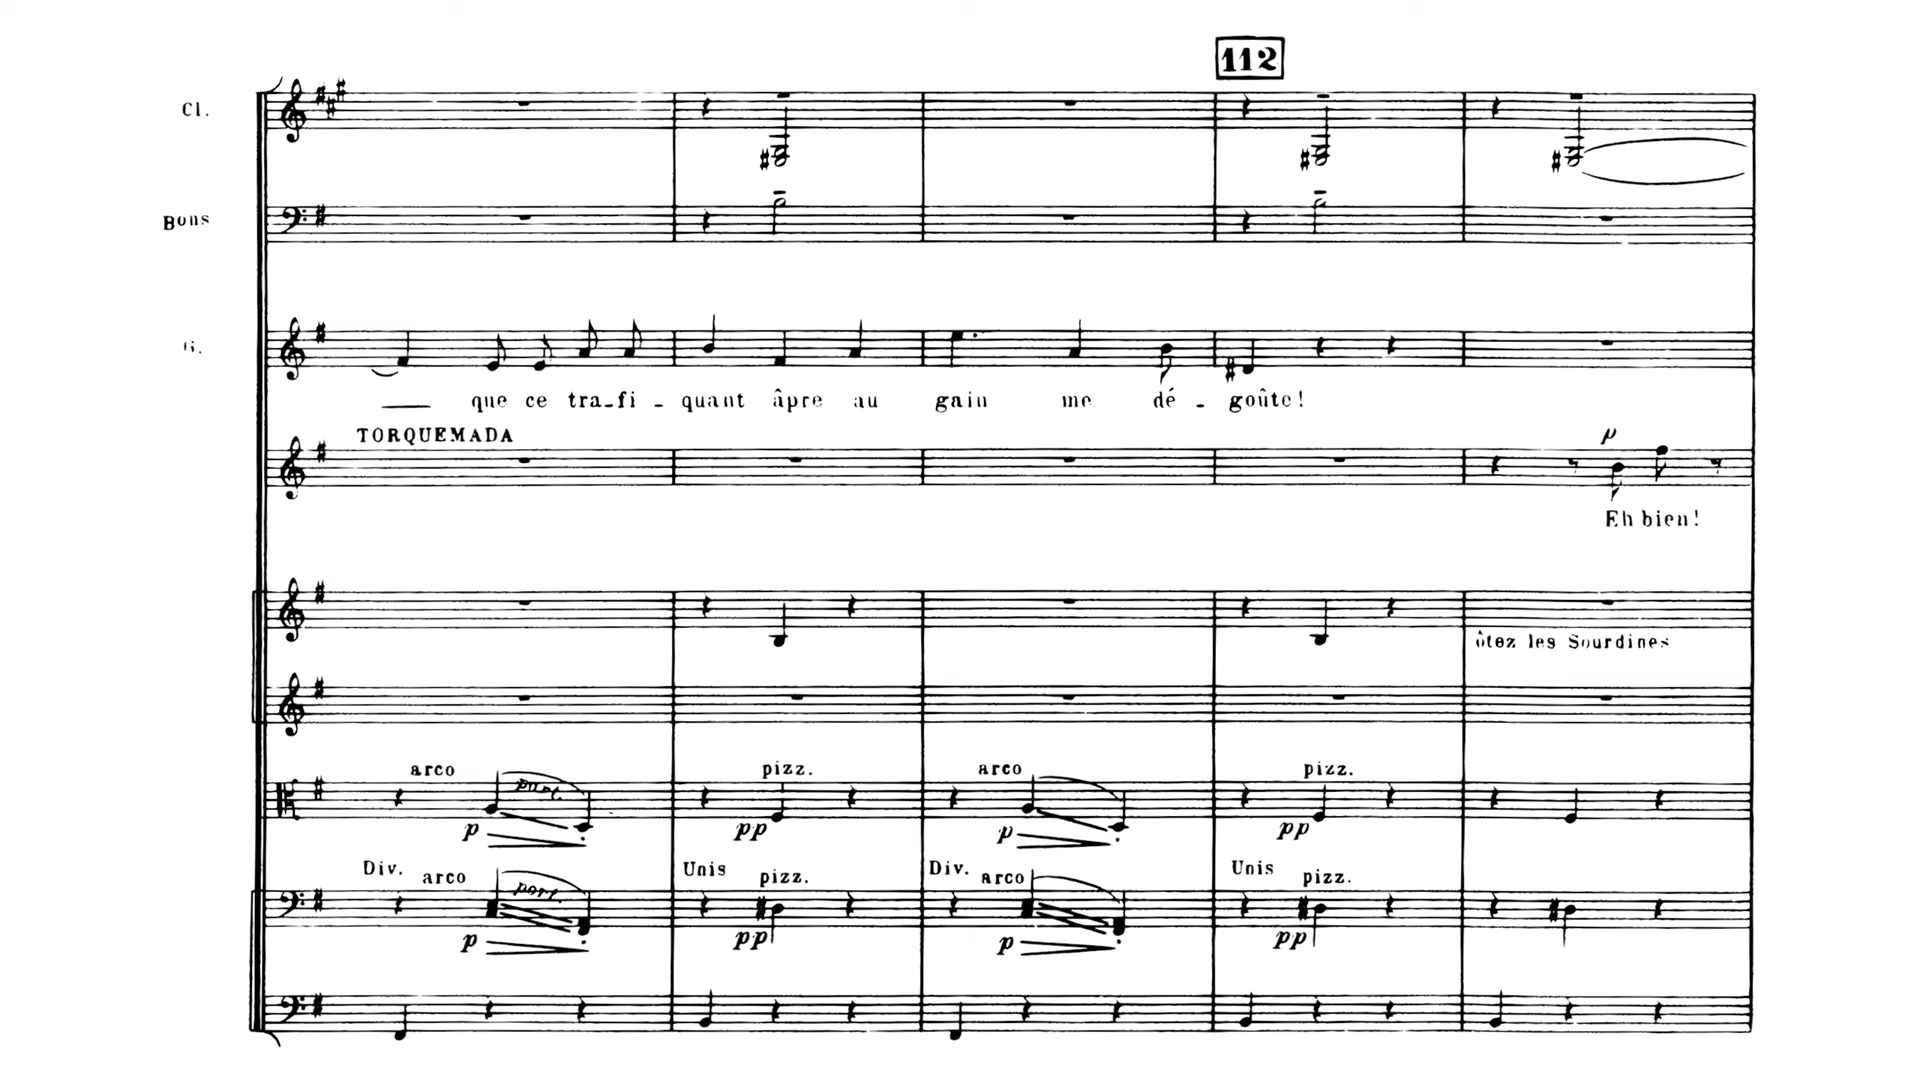 112
Cl.
Bons
G.
que ce tra-fi - quant âpre au gain me dé - goûte!
TORQUEMADA
p
Eh bien!
ôtez les Sourdines
arco port. pizz. arco pizz.
p pp p pp
Div. arco port. Unis pizz. Div. arco Unis pizz.
p pp p pp